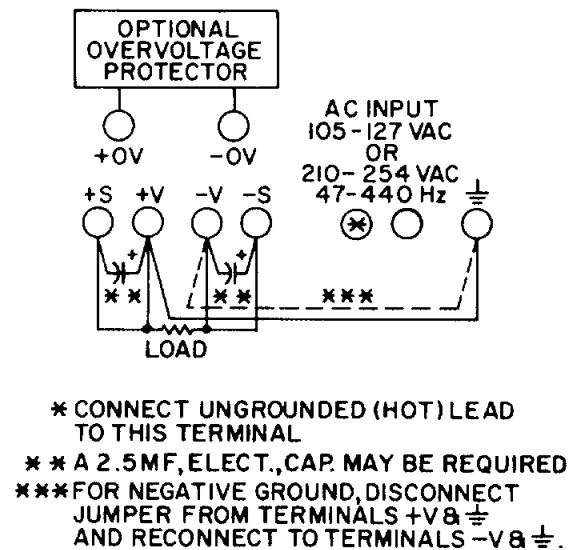 OPTIONAL
OVERVOLTAGE
PROTECTOR
+OV
-OV
AC INPUT
105-127 VAC
OR
210-254 VAC
47-440 Hz
+S +V -V -S
*
+ +
** ** ***
LOAD
* CONNECT UNGROUNDED (HOT) LEAD
TO THIS TERMINAL
** A 2.5MF, ELECT., CAP. MAY BE REQUIRED
*** FOR NEGATIVE GROUND, DISCONNECT
JUMPER FROM TERMINALS +V & ⏚
AND RECONNECT TO TERMINALS -V & ⏚.